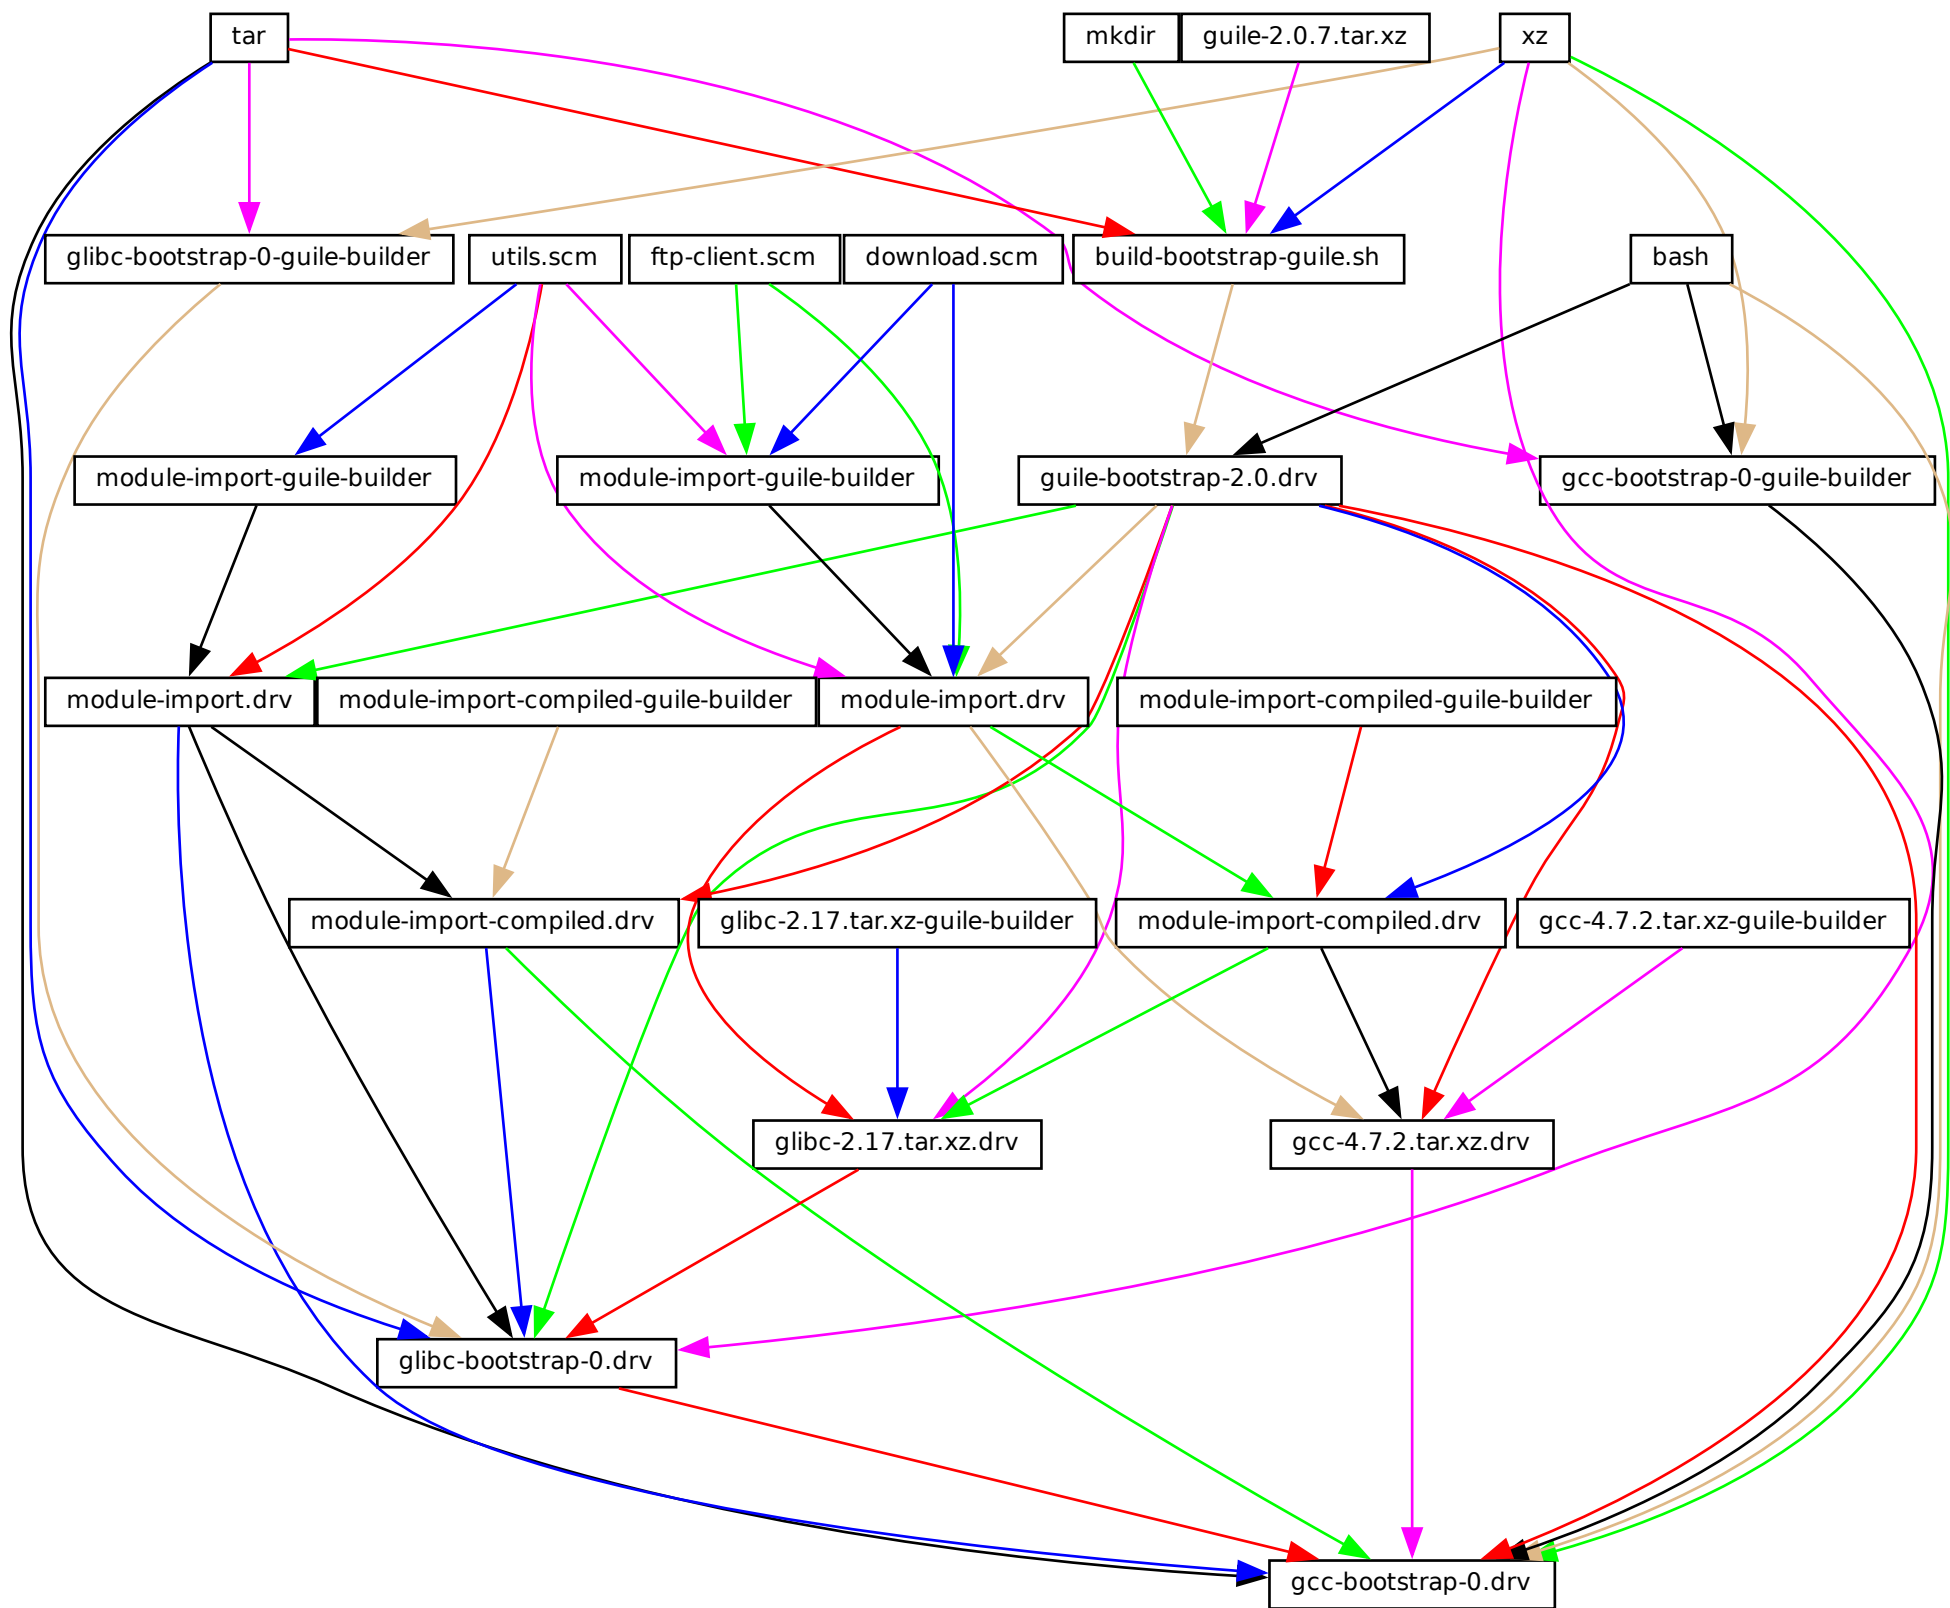 tar
mkdir
guile-2.0.7.tar.xz
xz
glibc-bootstrap-0-guile-builder
utils.scm
ftp-client.scm
download.scm
build-bootstrap-guile.sh
bash
module-import-guile-builder
module-import-guile-builder
guile-bootstrap-2.0.drv
gcc-bootstrap-0-guile-builder
module-import.drv
module-import-compiled-guile-builder
module-import.drv
module-import-compiled-guile-builder
module-import-compiled.drv
glibc-2.17.tar.xz-guile-builder
module-import-compiled.drv
gcc-4.7.2.tar.xz-guile-builder
glibc-2.17.tar.xz.drv
gcc-4.7.2.tar.xz.drv
glibc-bootstrap-0.drv
gcc-bootstrap-0.drv